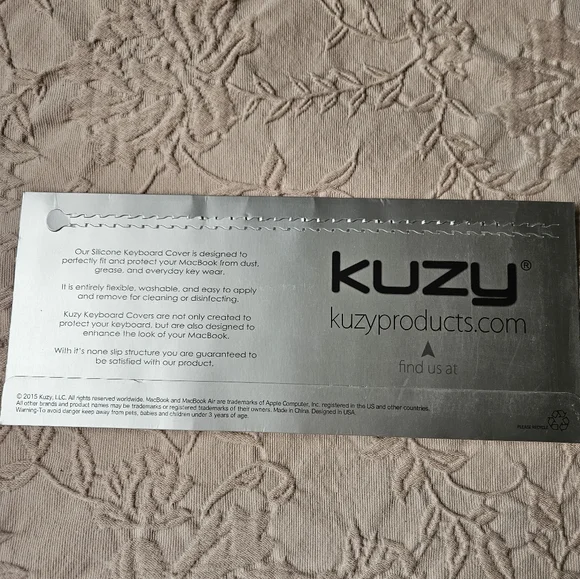 Our Silicone Keyboard Cover is designed to
perfectly fit and protect your MacBook from dust,
grease, and everyday key wear.
It is entirely flexible, washable, and easy to apply
and remove for cleaning or disinfecting.
Kuzy Keyboard Covers are not only created to
protect your keyboard, but are also designed to
enhance the look of your MacBook.
With it's none slip structure you are guaranteed to
be satisfied with our product.
kuzy®
kuzyproducts.com
find us at
© 2015 Kuzy, LLC. All rights reserved worldwide. MacBook and MacBook Air are trademarks of Apple Computer, Inc. registered in the US and other countries.
All other brands and product names may be trademarks or registered trademarks of their owners. Made in China. Designed in USA.
Warning-To avoid danger keep away from pets, babies and children under 3 years of age.